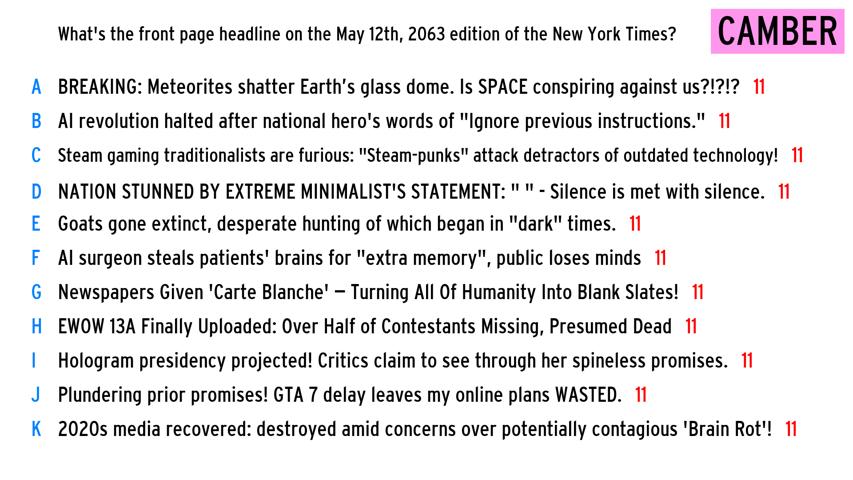 What's the front page headline on the May 12th, 2063 edition of the New York Times?
CAMBER
A BREAKING: Meteorites shatter Earth's glass dome. Is SPACE conspiring against us?!?!? 11
B AI revolution halted after national hero's words of "Ignore previous instructions." 11
C Steam gaming traditionalists are furious: "Steam-punks" attack detractors of outdated technology! 11
D NATION STUNNED BY EXTREME MINIMALIST'S STATEMENT: " " - Silence is met with silence. 11
E Goats gone extinct, desperate hunting of which began in "dark" times. 11
F AI surgeon steals patients' brains for "extra memory", public loses minds 11
G Newspapers Given 'Carte Blanche' – Turning All Of Humanity Into Blank Slates! 11
H EWOW 13A Finally Uploaded: Over Half of Contestants Missing, Presumed Dead 11
I Hologram presidency projected! Critics claim to see through her spineless promises. 11
J Plundering prior promises! GTA 7 delay leaves my online plans WASTED. 11
K 2020s media recovered: destroyed amid concerns over potentially contagious 'Brain Rot'! 11